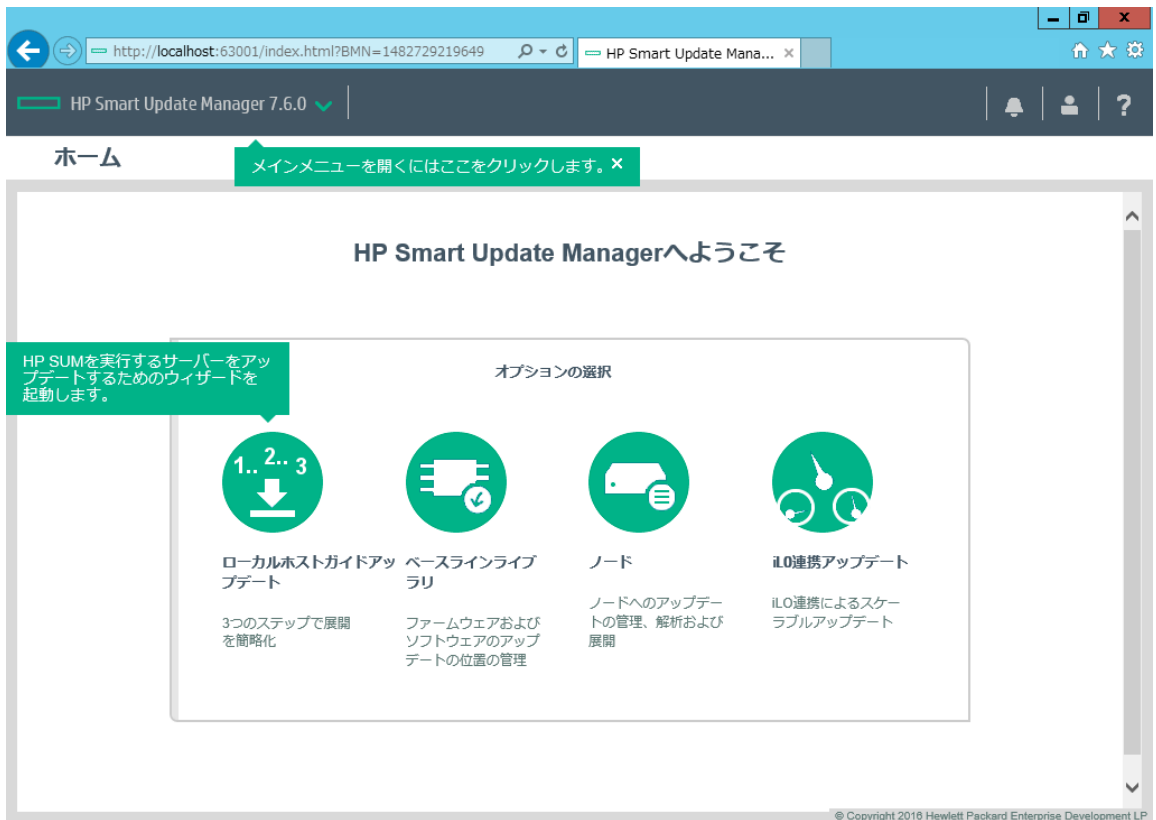 http://localhost:63001/index.html?BMN=1482729219649
HP Smart Update Mana...
HP Smart Update Manager 7.6.0
?
ホーム
メインメニューを開くにはここをクリックします。×
HP Smart Update Managerへようこそ
HP SUMを実行するサーバーをアッ
プデートするためのウィザードを
起動します。
オプションの選択
1.. 2.. 3
ローカルホストガイドアッ
プデート
3つのステップで展開
を簡略化
ベースラインライブ
ラリ
ファームウェアおよび
ソフトウェアのアップ
デートの位置の管理
ノード
ノードへのアップデー
トの管理、解析および
展開
iLO連携アップデート
iLO連携によるスケー
ラブルアップデート
© Copyright 2016 Hewlett Packard Enterprise Development LP